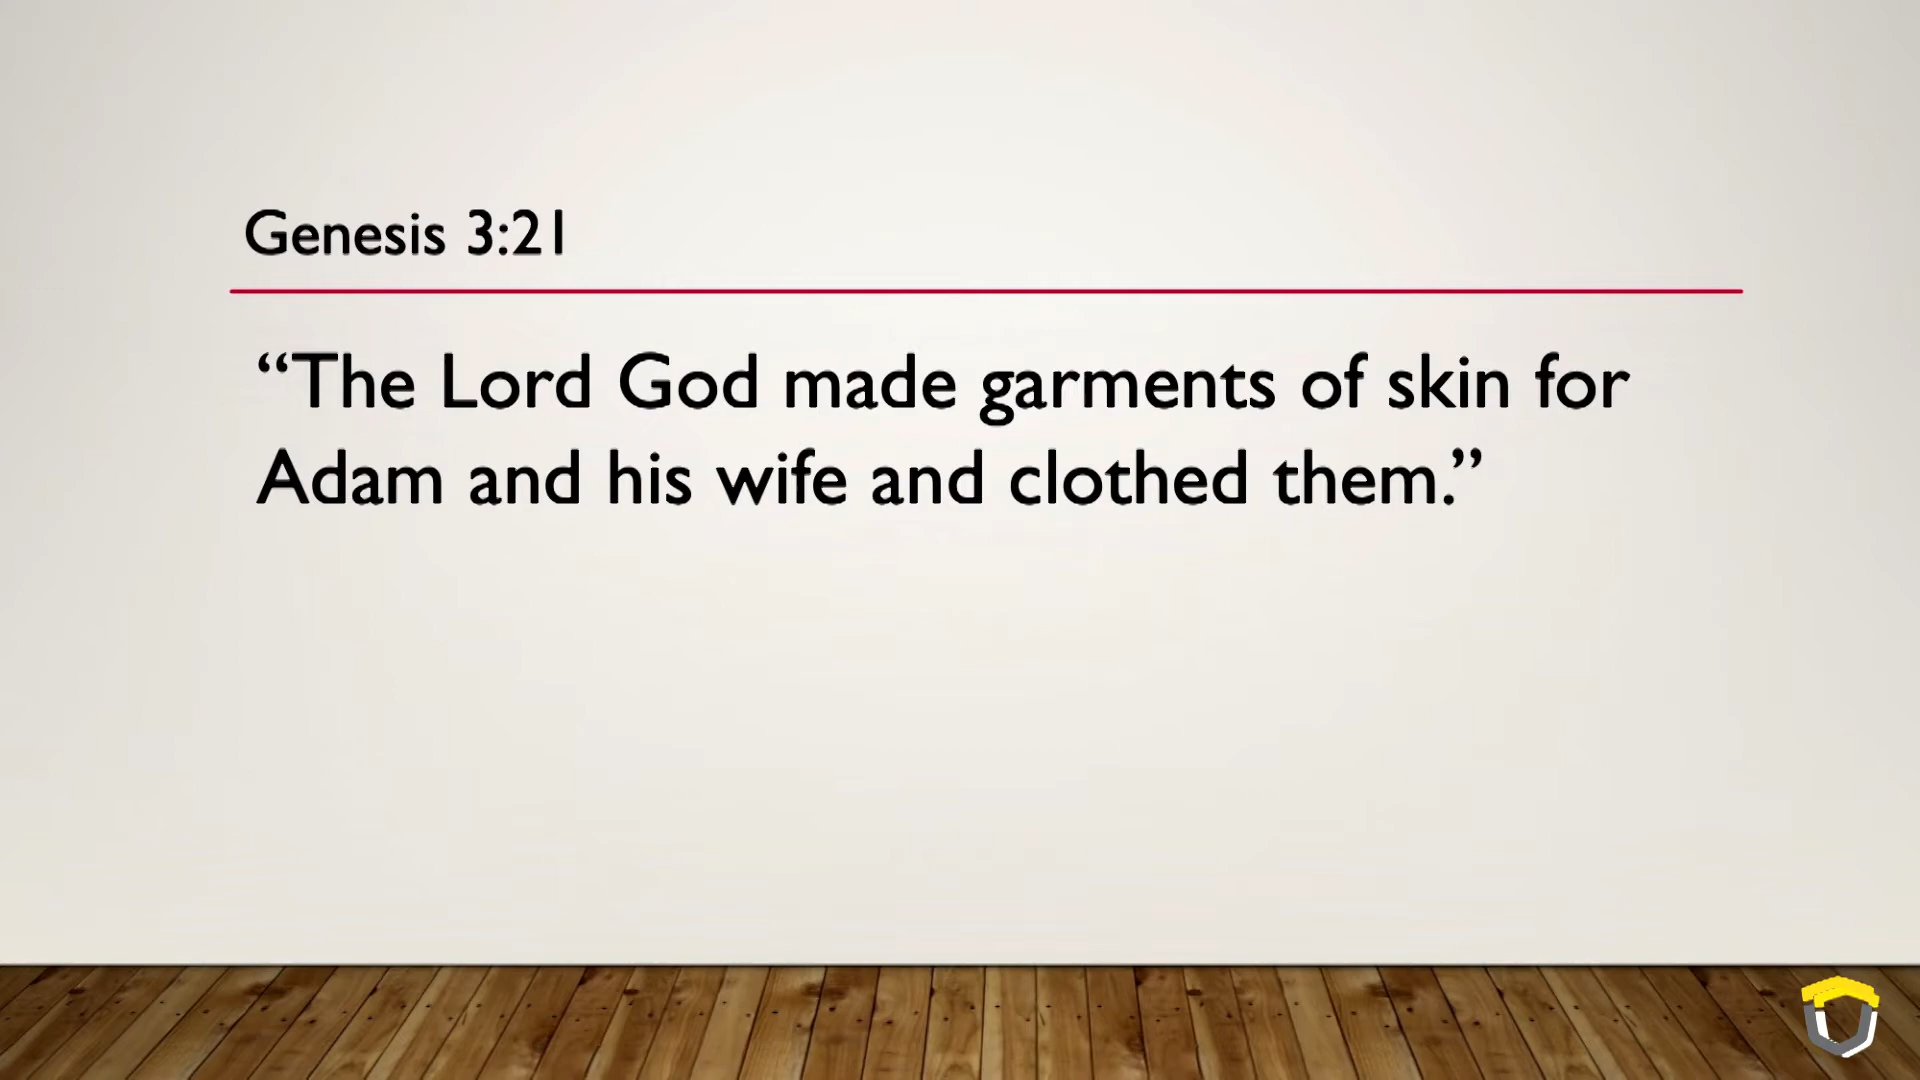 Genesis 3:21
“The Lord God made garments of skin for
Adam and his wife and clothed them.”